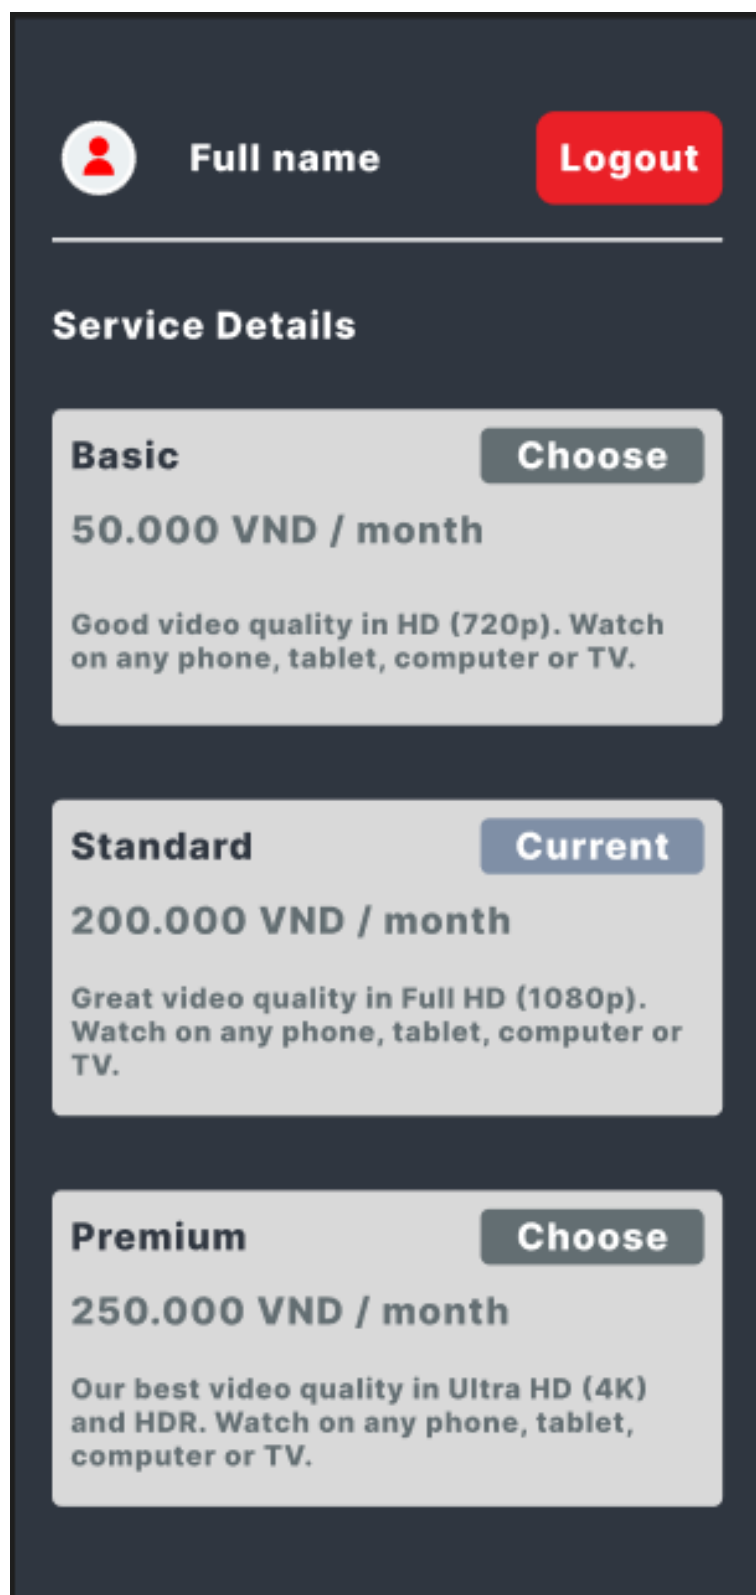 Full name
Logout
Service Details
Basic
Choose
50.000 VND / month
Good video quality in HD (720p). Watch
on any phone, tablet, computer or TV.
Standard
Current
200.000 VND / month
Great video quality in Full HD (1080p).
Watch on any phone, tablet, computer or
TV.
Premium
Choose
250.000 VND / month
Our best video quality in Ultra HD (4K)
and HDR. Watch on any phone, tablet,
computer or TV.